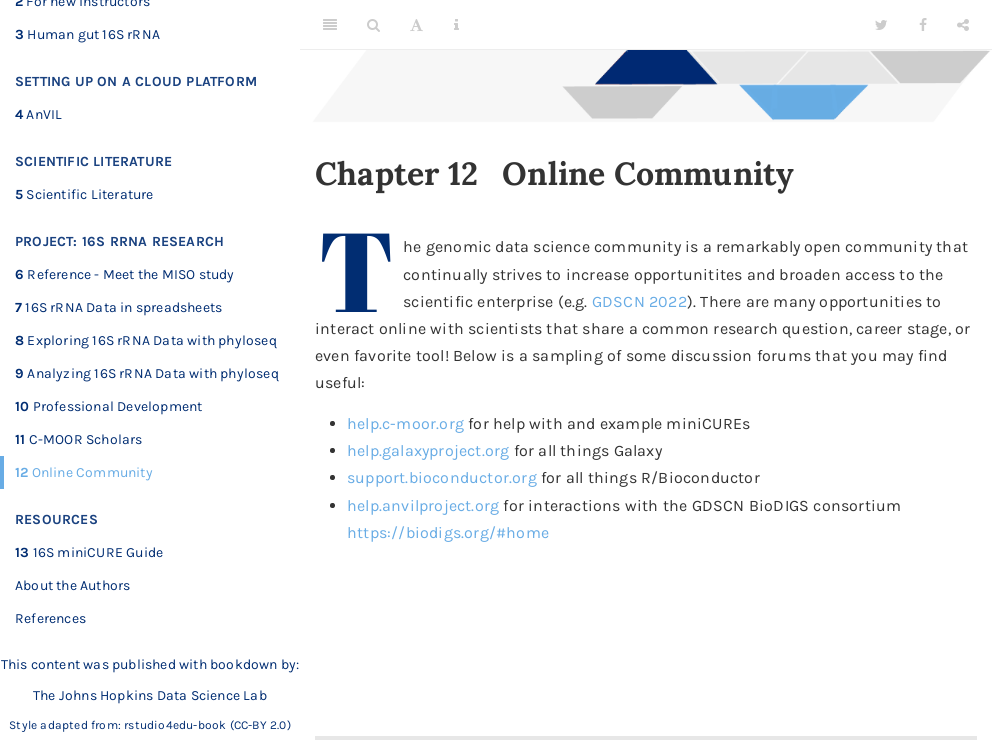 2 For new instructors
3 Human gut 16S rRNA
SETTING UP ON A CLOUD PLATFORM
4 AnVIL
SCIENTIFIC LITERATURE
5 Scientific Literature
PROJECT: 16S RRNA RESEARCH
6 Reference - Meet the MISO study
7 16S rRNA Data in spreadsheets
8 Exploring 16S rRNA Data with phyloseq
9 Analyzing 16S rRNA Data with phyloseq
10 Professional Development
11 C-MOOR Scholars
12 Online Community
RESOURCES
13 16S miniCURE Guide
About the Authors
References
This content was published with bookdown by:
The Johns Hopkins Data Science Lab
Style adapted from: rstudio4edu-book (CC-BY 2.0)
A
Chapter 12 Online Community
The genomic data science community is a remarkably open community that
continually strives to increase opportunitites and broaden access to the
scientific enterprise (e.g. GDSCN 2022). There are many opportunities to
interact online with scientists that share a common research question, career stage, or
even favorite tool! Below is a sampling of some discussion forums that you may find
useful:
• help.c-moor.org for help with and example miniCUREs
• help.galaxyproject.org for all things Galaxy
• support.bioconductor.org for all things R/Bioconductor
• help.anvilproject.org for interactions with the GDSCN BioDIGS consortium
https://biodigs.org/#home